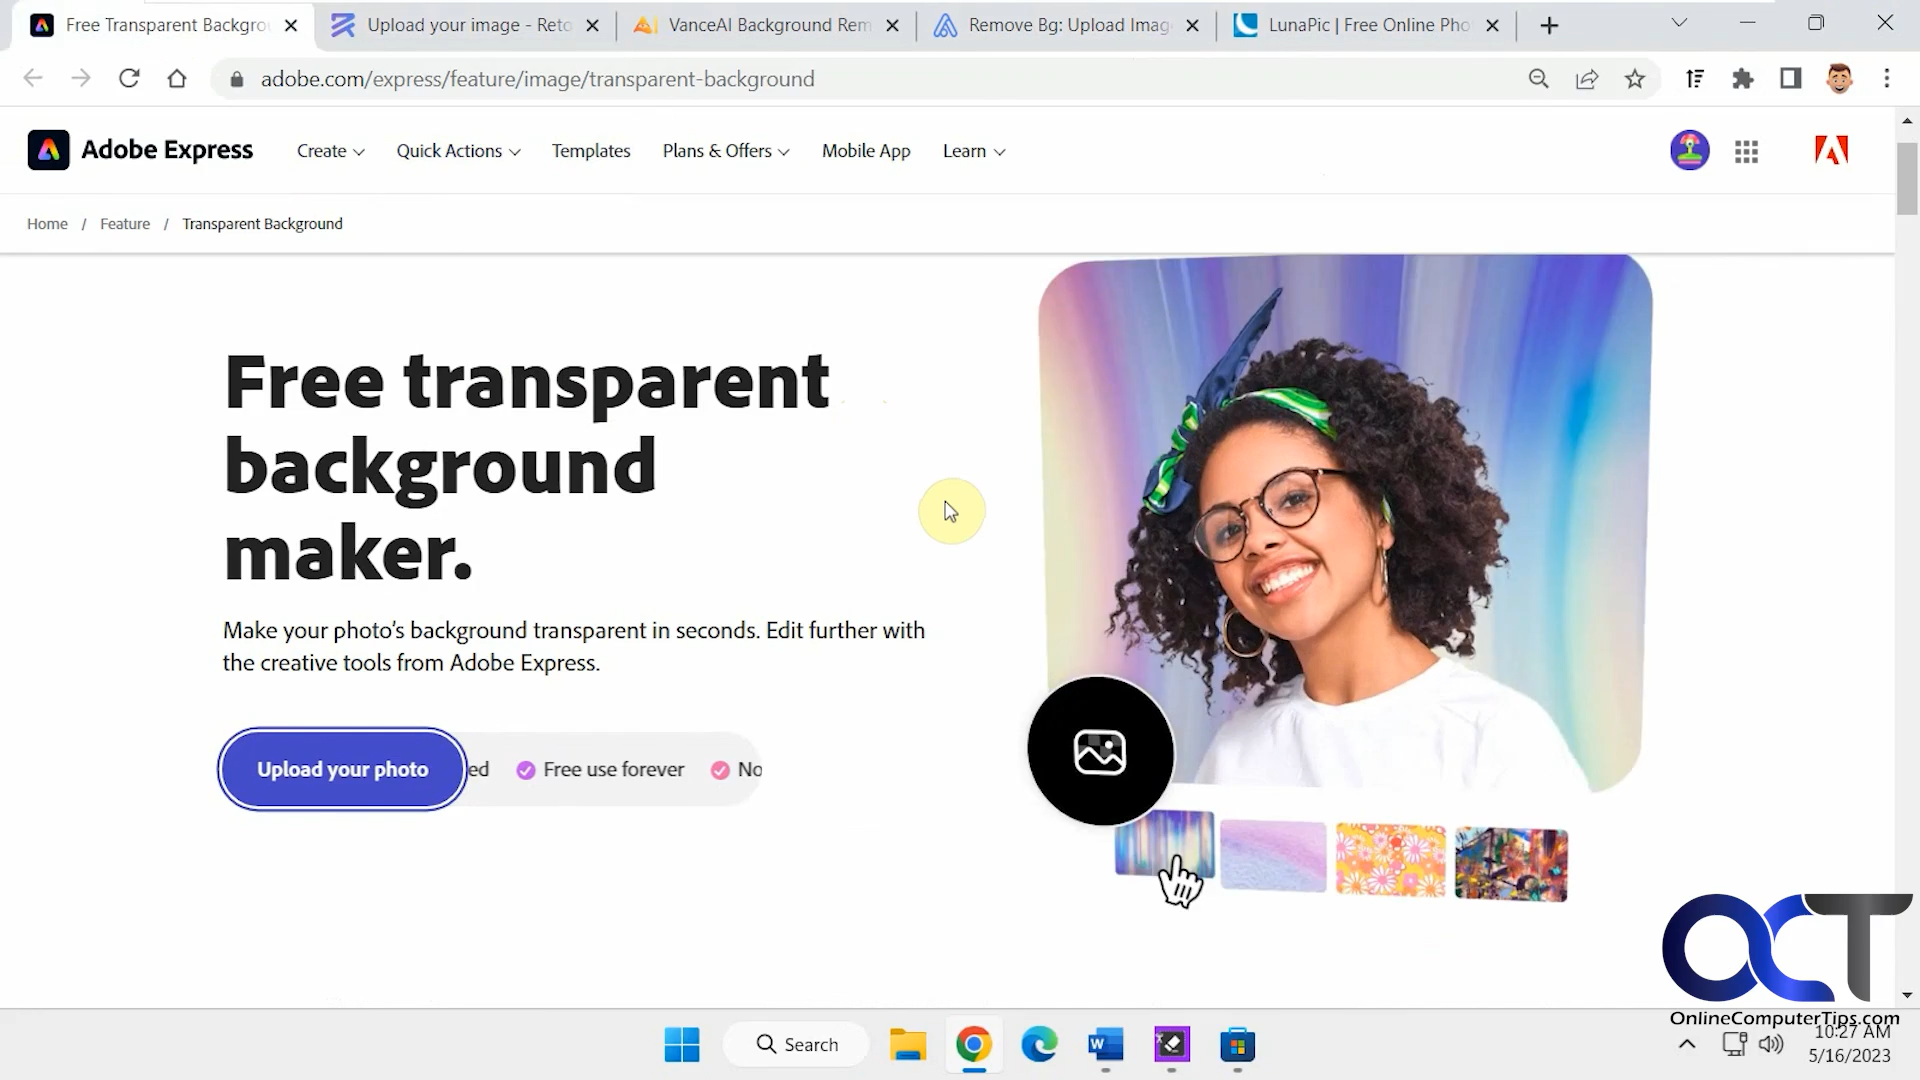 Free Transparent Backgro
Upload your image - Reto
VanceAI Background Rem
Remove Bg: Upload Imag
LunaPic | Free Online Pho
adobe.com/express/feature/image/transparent-background
Adobe Express
Create
Quick Actions
Templates
Plans & Offers
Mobile App
Learn
Home / Feature / Transparent Background
Free transparent
background
maker.
Make your photo’s background transparent in seconds. Edit further with
the creative tools from Adobe Express.
Upload your photo
ed
Free use forever
No
OCT
OnlineComputerTips.com
Search
10:27 AM
5/16/2023